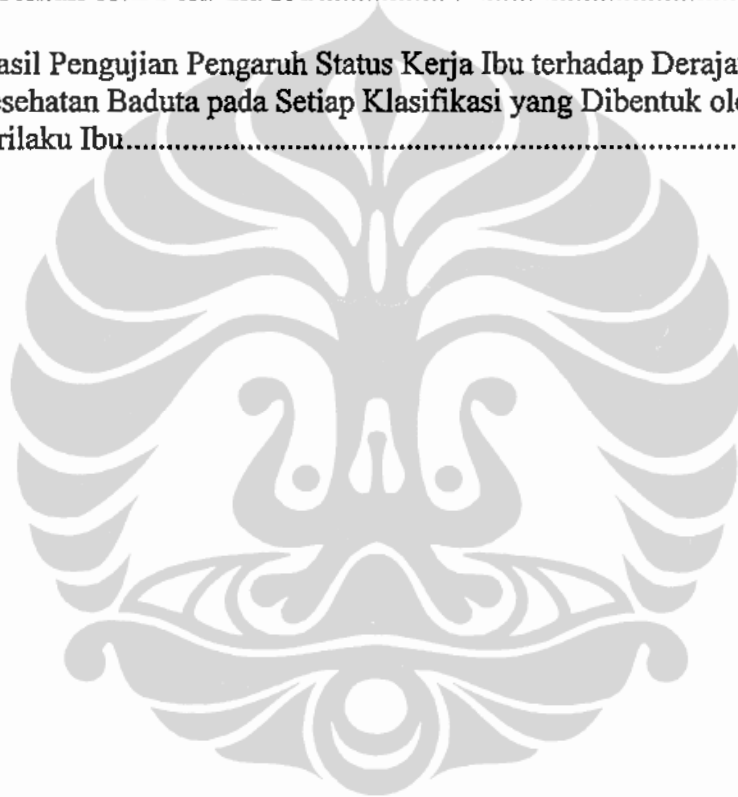 asil Pengujian Pengaruh Status Kerja Ibu terhadap Deraja
esehatan Baduta pada Setiap Klasifikasi yang Dibentuk ol
rilaku Ibu